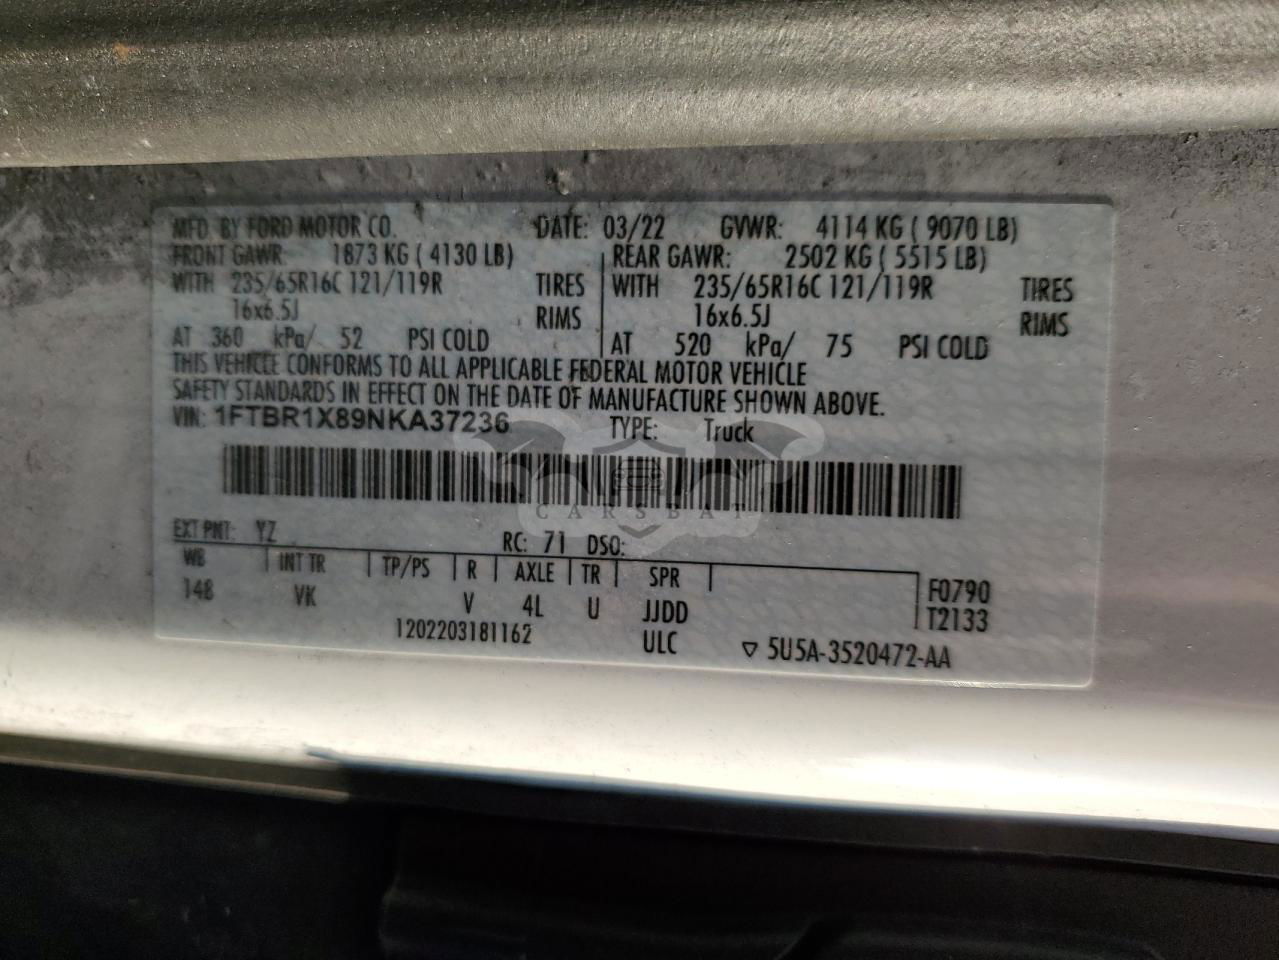 MFD. BY FORD MOTOR CO. DATE: 03/22 GVWR: 4114 KG ( 9070 LB)
FRONT GAWR: 1873 KG ( 4130 LB) REAR GAWR: 2502 KG ( 5515 LB)
WITH 235/65R16C 121/119R TIRES WITH 235/65R16C 121/119R TIRES
16x6.5J RIMS 16x6.5J RIMS
AT 360 kPa/ 52 PSI COLD AT 520 kPa/ 75 PSI COLD
THIS VEHICLE CONFORMS TO ALL APPLICABLE FEDERAL MOTOR VEHICLE
SAFETY STANDARDS IN EFFECT ON THE DATE OF MANUFACTURE SHOWN ABOVE.
VIN: 1FTBR1X89NKA37236 TYPE: Truck
CARSBAT
EXT PNT: YZ RC: 71 DSO:
WB INT TR TP/PS R AXLE TR SPR
148 VK V 4L U JJDD F0790
T2133
1202203181162 ULC ▽ 5U5A-3520472-AA